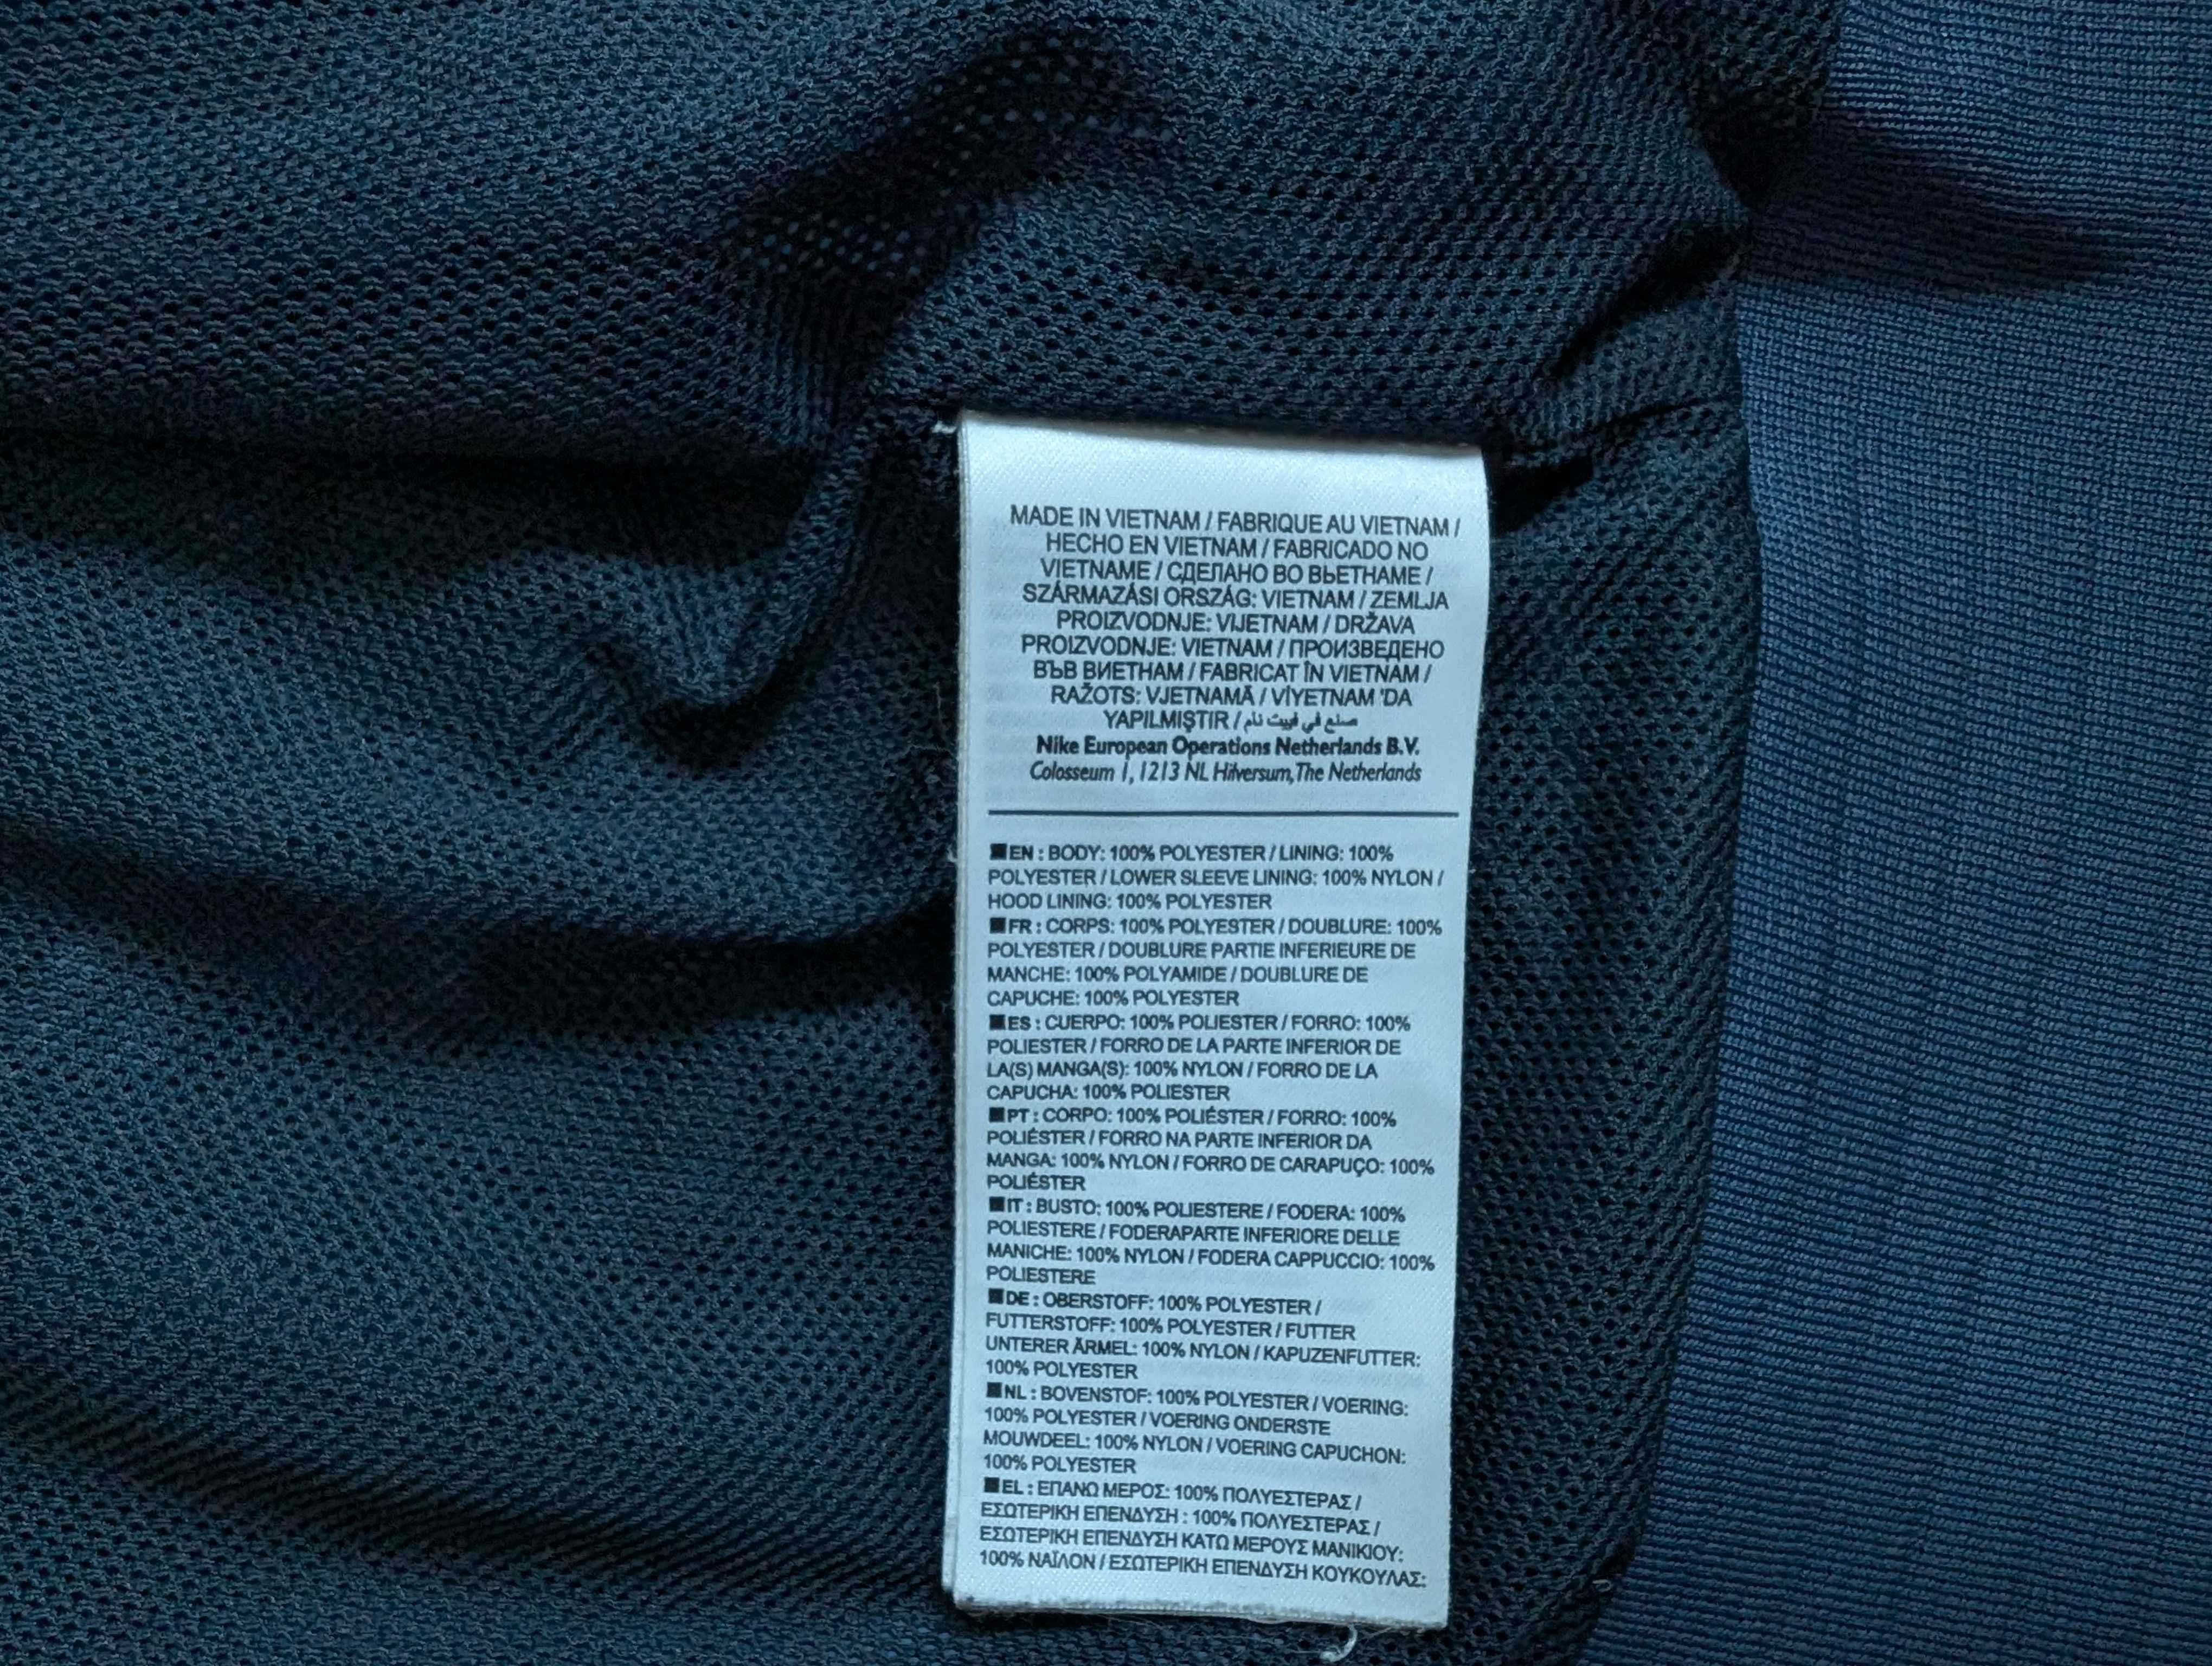 MADE IN VIETNAM / FABRIQUE AU VIETNAM /
HECHO EN VIETNAM / FABRICADO NO
VIETNAME / СДЕЛАНО ВО ВЬЕТНАМЕ /
SZÁRMAZÁSI ORSZÁG: VIETNAM / ZEMLJA
PROIZVODNJE: VIJETNAM / DRŽAVA
PROIZVODNJE: VIETNAM / ПРОИЗВЕДЕНО
ВЪВ ВИЕТНАМ / FABRICAT ÎN VIETNAM /
RAŽOTS: VJETNAMĀ / VİYETNAM 'DA
YAPILMIŞTIR / صنع في فييت نام
Nike European Operations Netherlands B.V.
Colosseum 1, 1213 NL Hilversum, The Netherlands
■EN : BODY: 100% POLYESTER / LINING: 100%
POLYESTER / LOWER SLEEVE LINING: 100% NYLON /
HOOD LINING: 100% POLYESTER
■FR : CORPS: 100% POLYESTER / DOUBLURE: 100%
POLYESTER / DOUBLURE PARTIE INFERIEURE DE
MANCHE: 100% POLYAMIDE / DOUBLURE DE
CAPUCHE: 100% POLYESTER
■ES : CUERPO: 100% POLIESTER / FORRO: 100%
POLIESTER / FORRO DE LA PARTE INFERIOR DE
LA(S) MANGA(S): 100% NYLON / FORRO DE LA
CAPUCHA: 100% POLIESTER
■PT : CORPO: 100% POLIÉSTER / FORRO: 100%
POLIÉSTER / FORRO NA PARTE INFERIOR DA
MANGA: 100% NYLON / FORRO DE CARAPUÇO: 100%
POLIÉSTER
■IT : BUSTO: 100% POLIESTERE / FODERA: 100%
POLIESTERE / FODERAPARTE INFERIORE DELLE
MANICHE: 100% NYLON / FODERA CAPPUCCIO: 100%
POLIESTERE
■DE : OBERSTOFF: 100% POLYESTER /
FUTTERSTOFF: 100% POLYESTER / FUTTER
UNTERER ÄRMEL: 100% NYLON / KAPUZENFUTTER:
100% POLYESTER
■NL : BOVENSTOF: 100% POLYESTER / VOERING:
100% POLYESTER / VOERING ONDERSTE
MOUWDEEL: 100% NYLON / VOERING CAPUCHON:
100% POLYESTER
■EL : ΕΠΑΝΩ ΜΕΡΟΣ: 100% ΠΟΛΥΕΣΤΕΡΑΣ /
ΕΣΩΤΕΡΙΚΗ ΕΠΕΝΔΥΣΗ : 100% ΠΟΛΥΕΣΤΕΡΑΣ /
ΕΣΩΤΕΡΙΚΗ ΕΠΕΝΔΥΣΗ ΚΑΤΩ ΜΕΡΟΥΣ ΜΑΝΙΚΙΟΥ:
100% ΝΑΪΛΟΝ / ΕΣΩΤΕΡΙΚΗ ΕΠΕΝΔΥΣΗ ΚΟΥΚΟΥΛΑΣ: